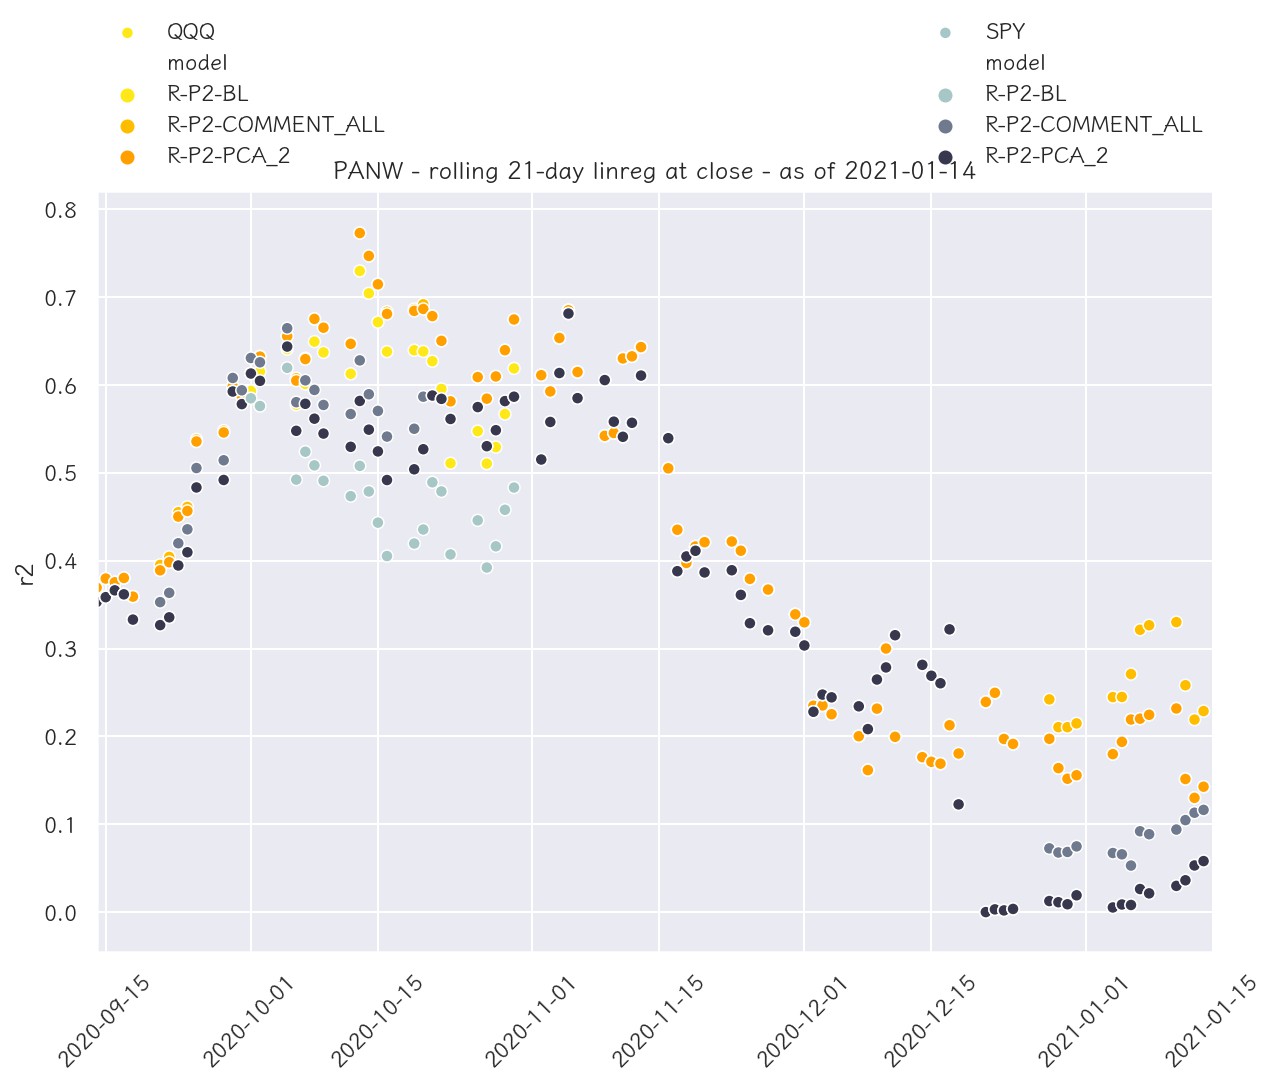 QQQ
model
R-P2-BL
R-P2-COMMENT_ALL
R-P2-PCA_2
SPY
model
R-P2-BL
R-P2-COMMENT_ALL
R-P2-PCA_2
PANW - rolling 21-day linreg at close - as of 2021-01-14
0.8
0.7
0.6
0.5
0.4
0.3
0.2
0.1
0.0
r2
2020-09-15
2020-10-01
2020-10-15
2020-11-01
2020-11-15
2020-12-01
2020-12-15
2021-01-01
2021-01-15